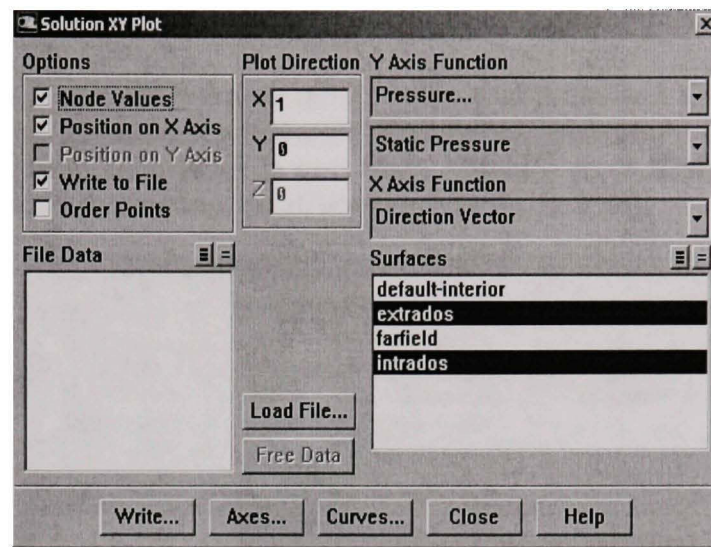 Solution XY Plot
Options
Node Values
Position on X Axis
Position on Y Axis
Write to File
Order Points
Plot Direction
X 1
Y 0
Z 0
Y Axis Function
Pressure...
Static Pressure
X Axis Function
Direction Vector
File Data
Surfaces
default-interior
extrados
farfield
intrados
Load File...
Free Data
Write...
Axes...
Curves...
Close
Help